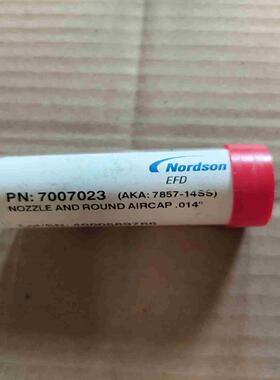 Nordson
EFD
PN: 7007023 (AKA: 7857-14SS)
NOZZLE AND ROUND AIRCAP .014"